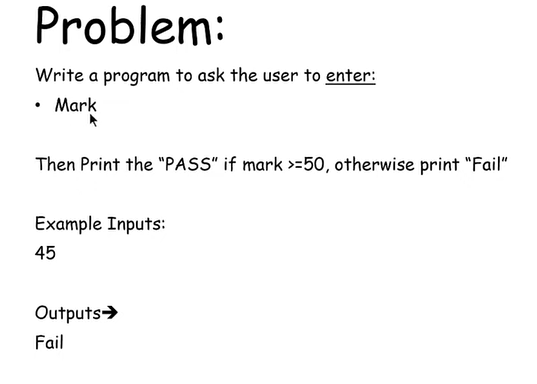 Problem:
Write a program to ask the user to enter:
• Mark
Then Print the “PASS” if mark >=50, otherwise print “Fail”
Example Inputs:
45
Outputs➔
Fail